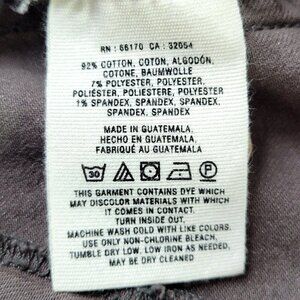 RN : 66170 CA : 32054
92% COTTON, COTON, ALGODÓN,
COTONE, BAUMWOLLE
7% POLYESTER, POLYESTER,
POLIÉSTER, POLIESTERE, POLYESTER
1% SPANDEX, SPANDEX, SPANDEX,
SPANDEX, SPANDEX
MADE IN GUATEMALA,
HECHO EN GUATEMALA,
FABRIQUÉ AU GUATEMALA
30
THIS GARMENT CONTAINS DYE WHICH
MAY DISCOLOR MATERIALS WITH WHICH
IT COMES IN CONTACT.
TURN INSIDE OUT.
MACHINE WASH COLD WITH LIKE COLORS.
USE ONLY NON-CHLORINE BLEACH,
TUMBLE DRY LOW, LOW IRON AS NEEDED,
MAY BE DRY CLEANED